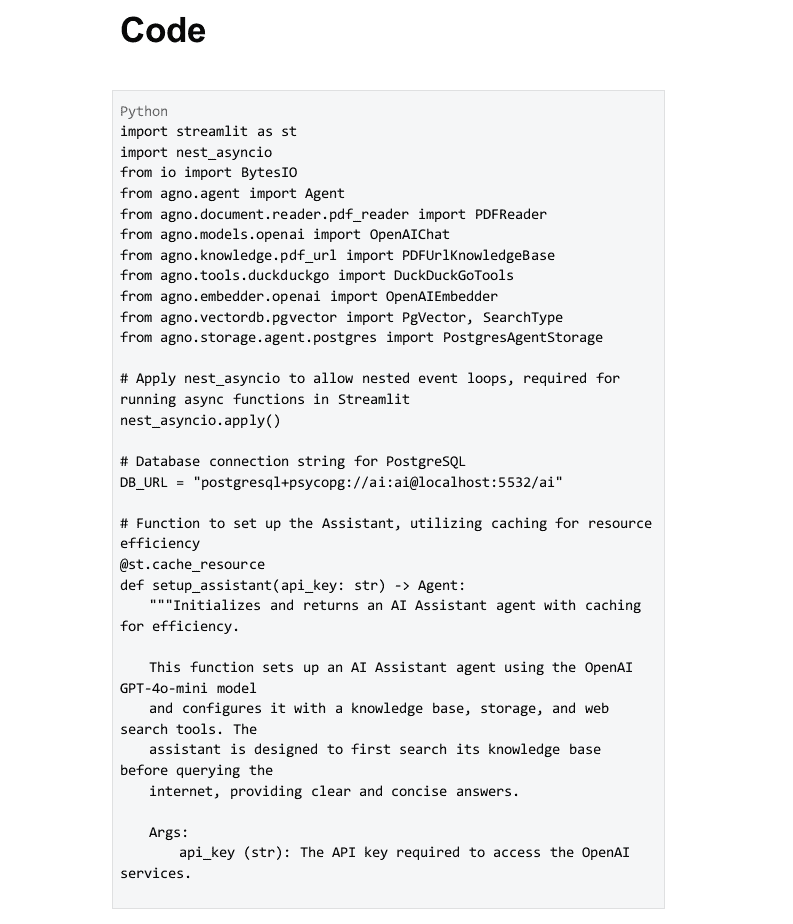 Code
Python
import streamlit as st
import nest_asyncio
from io import BytesIO
from agno.agent import Agent
from agno.document.reader.pdf_reader import PDFReader
from agno.models.openai import OpenAIChat
from agno.knowledge.pdf_url import PDFUrlKnowledgeBase
from agno.tools.duckduckgo import DuckDuckGoTools
from agno.embedder.openai import OpenAIEmbedder
from agno.vectordb.pgvector import PgVector, SearchType
from agno.storage.agent.postgres import PostgresAgentStorage
# Apply nest_asyncio to allow nested event loops, required for
running async functions in Streamlit
nest_asyncio.apply()
# Database connection string for PostgreSQL
DB_URL = "postgresql+psycopg://ai:ai@localhost:5532/ai"
# Function to set up the Assistant, utilizing caching for resource
efficiency
@st.cache_resource
def setup_assistant(api_key: str) -> Agent:
"""Initializes and returns an AI Assistant agent with caching
for efficiency.
This function sets up an AI Assistant agent using the OpenAI
GPT-4o-mini model
and configures it with a knowledge base, storage, and web
search tools. The
assistant is designed to first search its knowledge base
before querying the
internet, providing clear and concise answers.
Args:
api_key (str): The API key required to access the OpenAI
services.